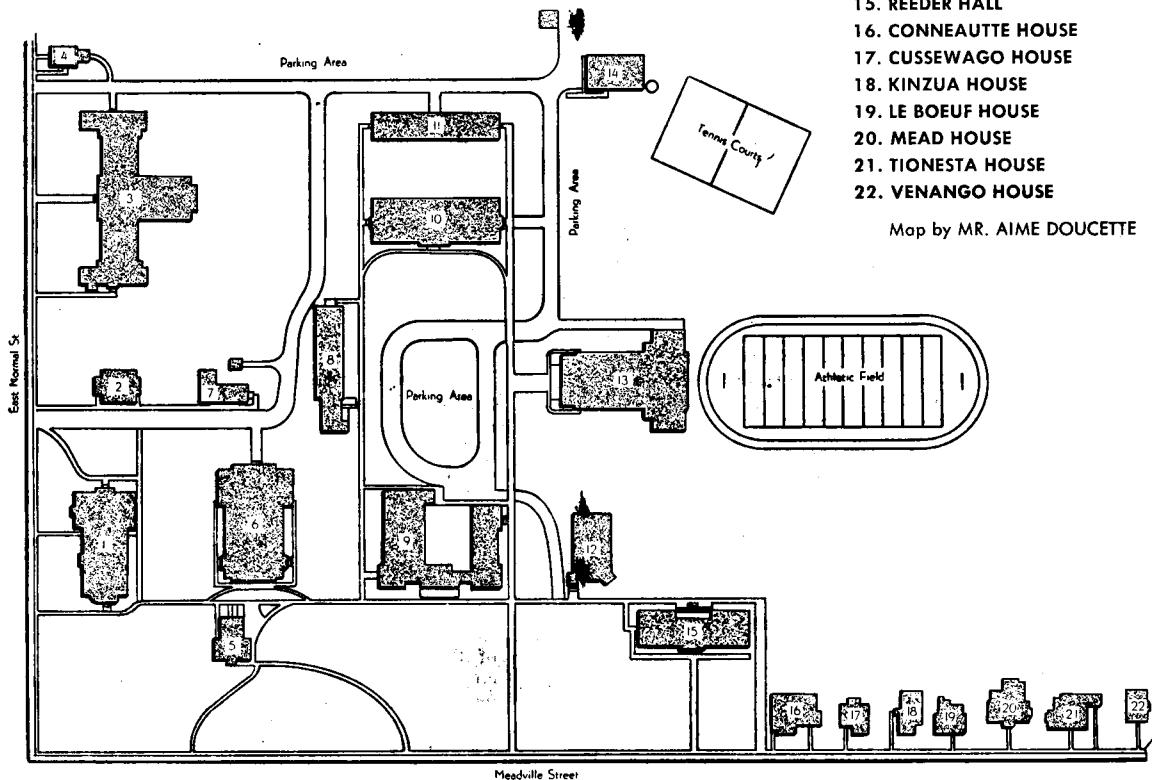 15. REEDER HALL
16. CONNEAUTTE HOUSE
17. CUSSEWAGO HOUSE
18. KINZUA HOUSE
19. LE BOEUF HOUSE
20. MEAD HOUSE
21. TIONESTA HOUSE
22. VENANGO HOUSE
Map by MR. AIME DOUCETTE
4
Parking Area
14
11
Tennis Courts
3
10
Parking Area
East Normal St
8
2
7
Parking Area
13
Athletic Field
1
6
9
12
5
15
16
17
18
19
20
21
22
Meadville Street